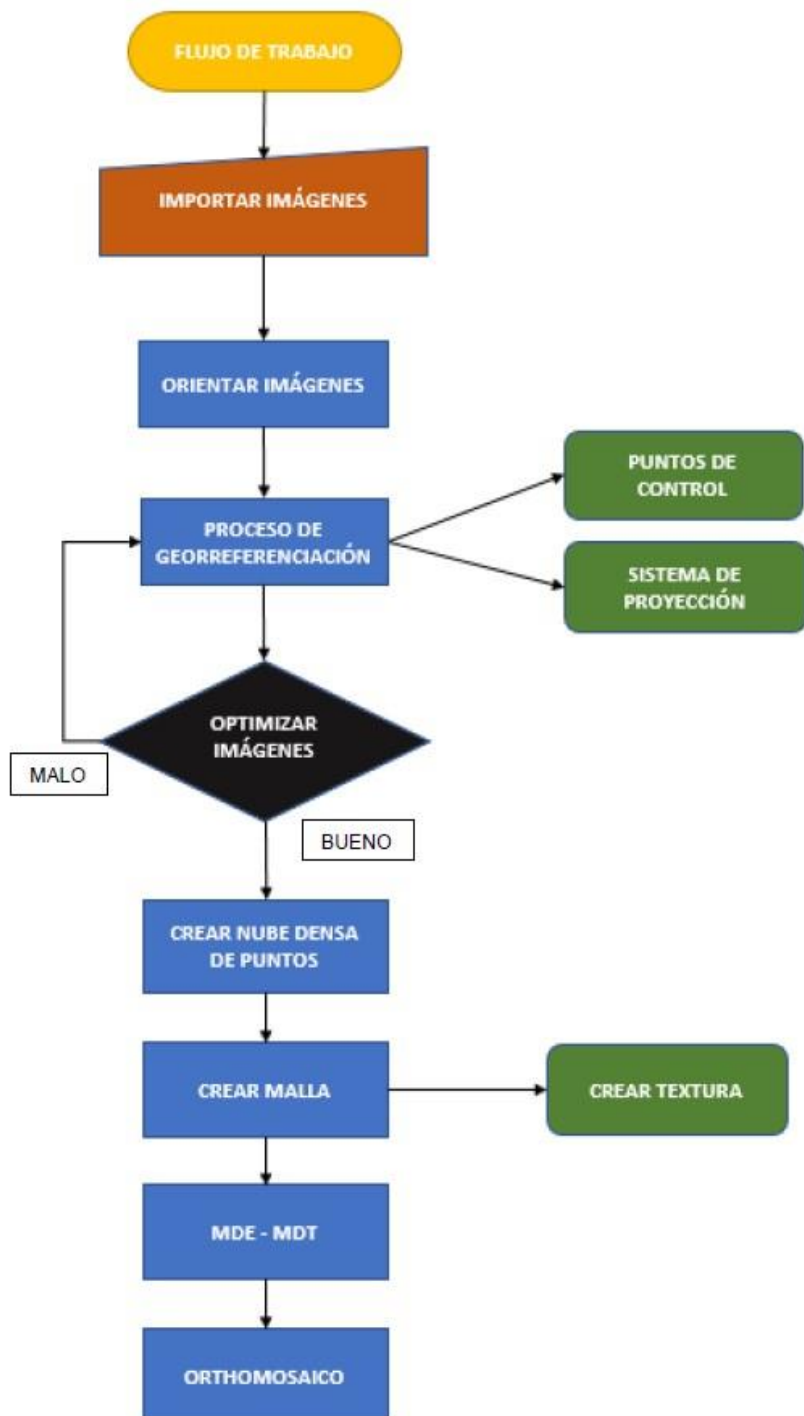 FLUJO DE TRABAJO
IMPORTAR IMÁGENES
ORIENTAR IMÁGENES
PROCESO DE
GEORREFERENCIACIÓN
PUNTOS DE
CONTROL
SISTEMA DE
PROYECCIÓN
OPTIMIZAR
IMÁGENES
MALO
BUENO
CREAR NUBE DENSA
DE PUNTOS
CREAR MALLA
CREAR TEXTURA
MDE - MDT
ORTHOMOSAICO